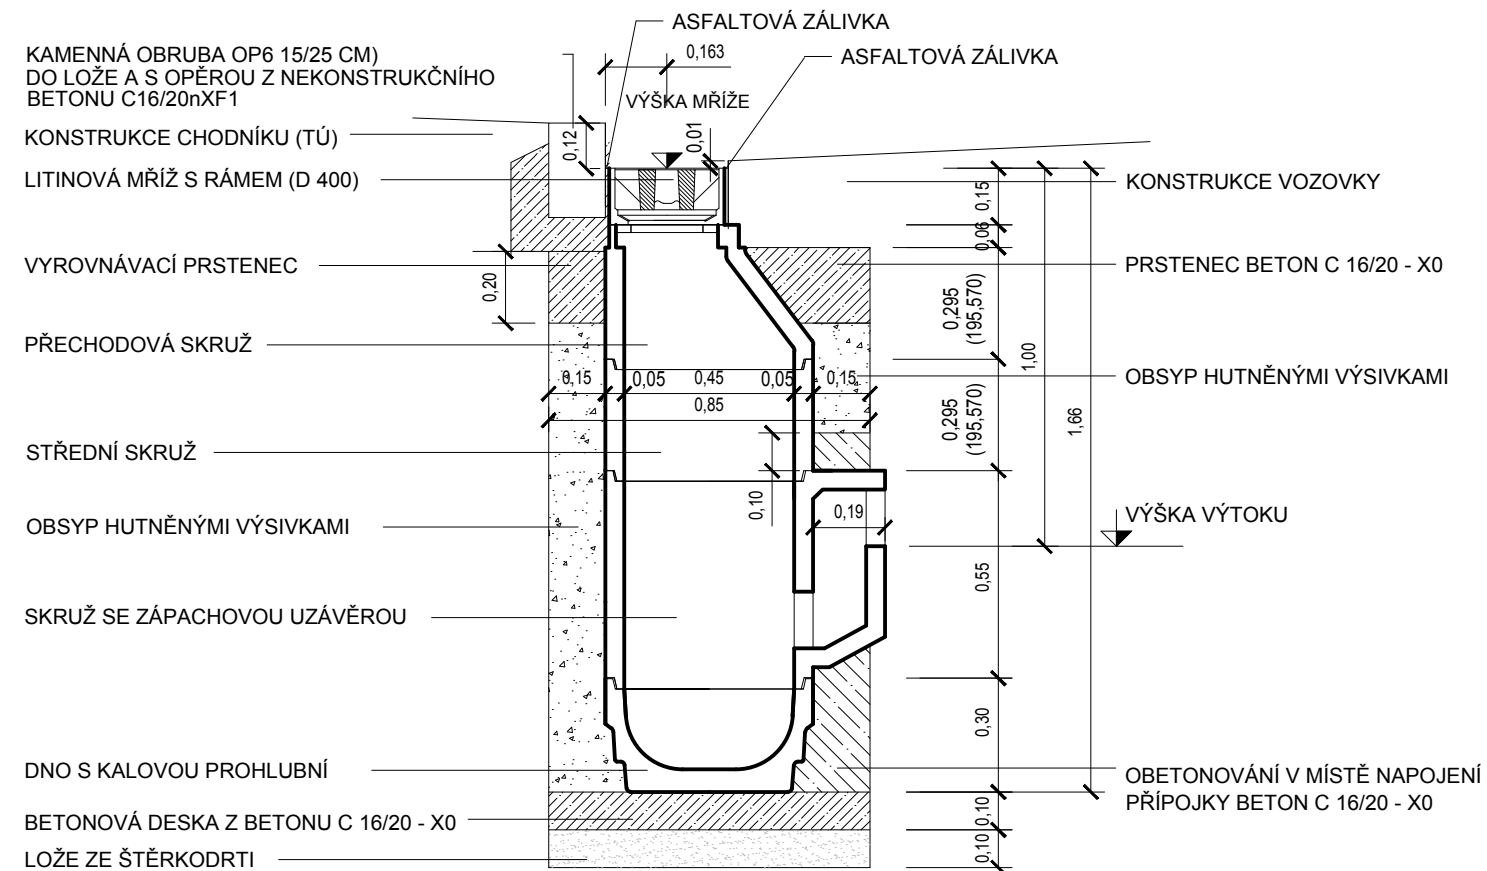 ASFALTOVÁ ZÁLIVKA
ASFALTOVÁ ZÁLIVKA
0,163
KAMENNÁ OBRUBA OP6 15/25 CM)
DO LOŽE A S OPĚROU Z NEKONSTRUKČNÍHO
BETONU C16/20nXF1
VÝŠKA MŘÍŽE
KONSTRUKCE CHODNÍKU (TÚ)
0,12
0,01
LITINOVÁ MŘÍŽ S RÁMEM (D 400)
KONSTRUKCE VOZOVKY
0,15
0,06
VYROVNÁVACÍ PRSTENEC
PRSTENEC BETON C 16/20 - X0
0,20
0,295
(195,570)
PŘECHODOVÁ SKRUŽ
1,00
0,15
0,05
0,45
0,05
0,15
OBSYP HUTNĚNÝMI VÝSIVKAMI
0,85
0,295
(195,570)
1,66
STŘEDNÍ SKRUŽ
0,10
0,19
VÝŠKA VÝTOKU
OBSYP HUTNĚNÝMI VÝSIVKAMI
0,55
SKRUŽ SE ZÁPACHOVOU UZÁVĚROU
0,30
DNO S KALOVOU PROHLUBNÍ
OBETONOVÁNÍ V MÍSTĚ NAPOJENÍ
PŘÍPOJKY BETON C 16/20 - X0
0,10
BETONOVÁ DESKA Z BETONU C 16/20 - X0
0,10
LOŽE ZE ŠTĚRKODRTI